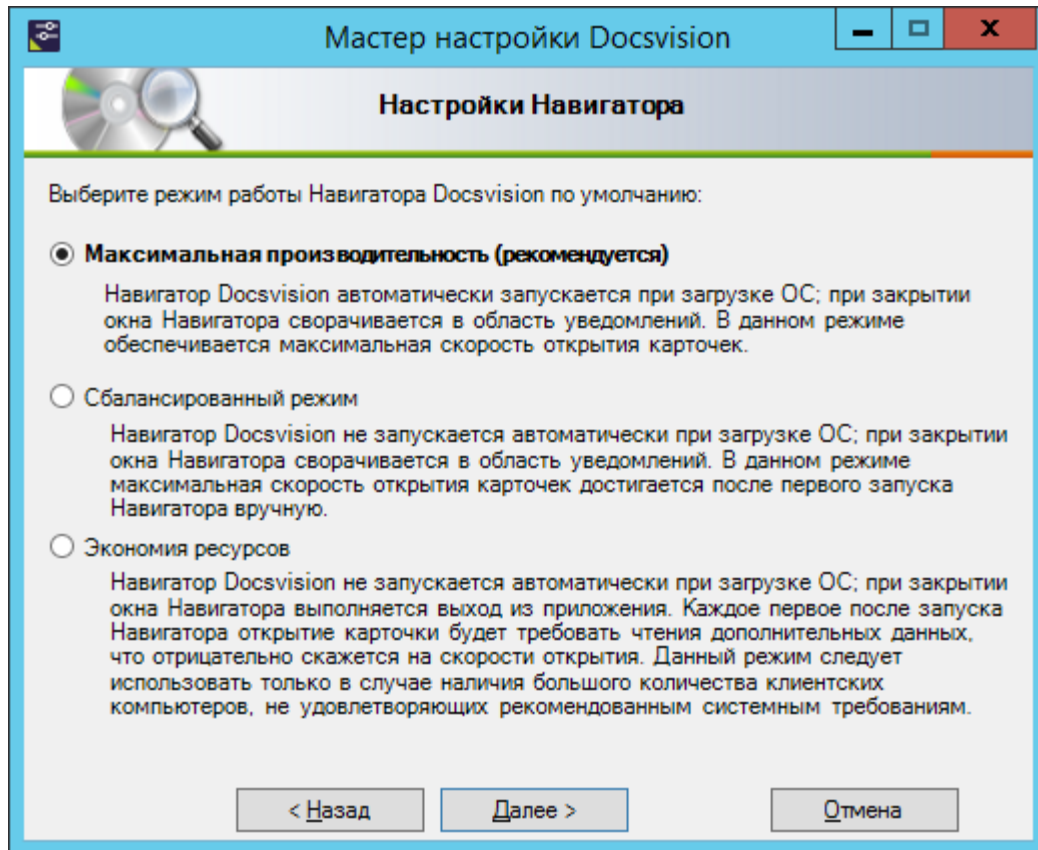 Мастер настройки Docsvision
Настройки Навигатора
Выберите режим работы Навигатора Docsvision по умолчанию:
Максимальная производительность (рекомендуется)
Навигатор Docsvision автоматически запускается при загрузке ОС; при закрытии
окна Навигатора сворачивается в область уведомлений. В данном режиме
обеспечивается максимальная скорость открытия карточек.
Сбалансированный режим
Навигатор Docsvision не запускается автоматически при загрузке ОС; при закрытии
окна Навигатора сворачивается в область уведомлений. В данном режиме
максимальная скорость открытия карточек достигается после первого запуска
Навигатора вручную.
Экономия ресурсов
Навигатор Docsvision не запускается автоматически при загрузке ОС; при закрытии
окна Навигатора выполняется выход из приложения. Каждое первое после запуска
Навигатора открытие карточки будет требовать чтения дополнительных данных,
что отрицательно скажется на скорости открытия. Данный режим следует
использовать только в случае наличия большого количества клиентских
компьютеров, не удовлетворяющих рекомендованным системным требованиям.
< Назад
Далее >
Отмена